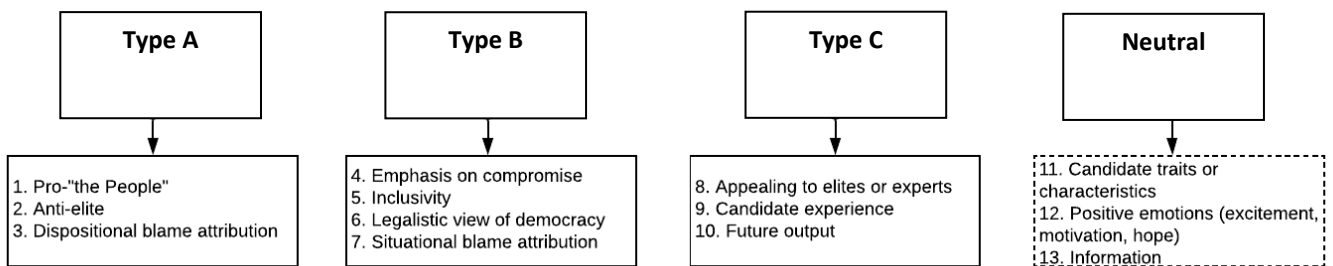 Type A
Type B
Type C
Neutral
1. Pro-"the People"
2. Anti-elite
3. Dispositional blame attribution
4. Emphasis on compromise
5. Inclusivity
6. Legalistic view of democracy
7. Situational blame attribution
8. Appealing to elites or experts
9. Candidate experience
10. Future output
11. Candidate traits or
characteristics
12. Positive emotions (excitement,
motivation, hope)
13. Information